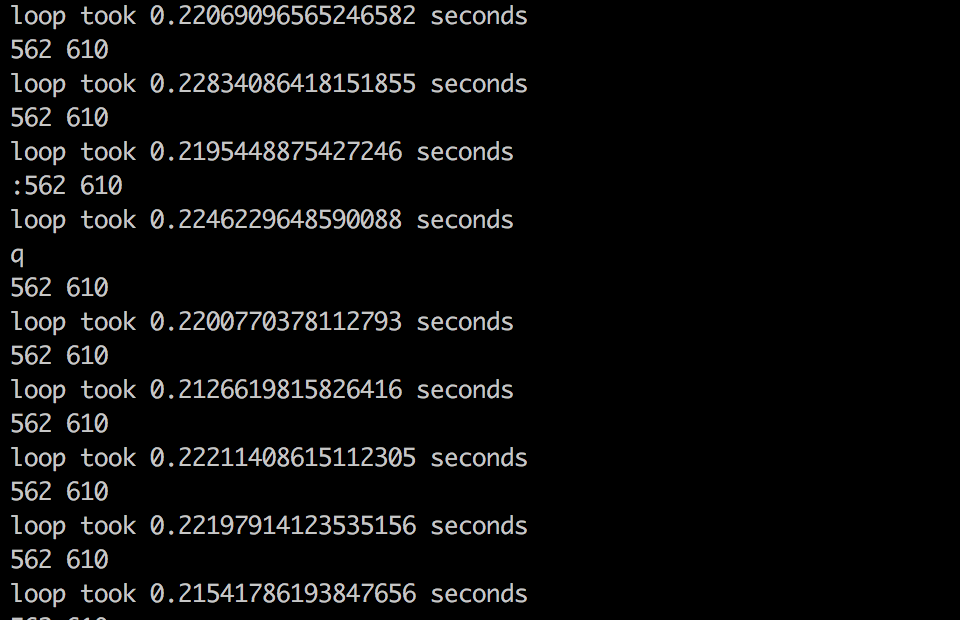 loop took 0.22069096565246582 seconds
562 610
loop took 0.22834086418151855 seconds
562 610
loop took 0.2195448875427246 seconds
:562 610
loop took 0.2246229648590088 seconds
q
562 610
loop took 0.2200770378112793 seconds
562 610
loop took 0.2126619815826416 seconds
562 610
loop took 0.22211408615112305 seconds
562 610
loop took 0.22197914123535156 seconds
562 610
loop took 0.21541786193847656 seconds
562 610